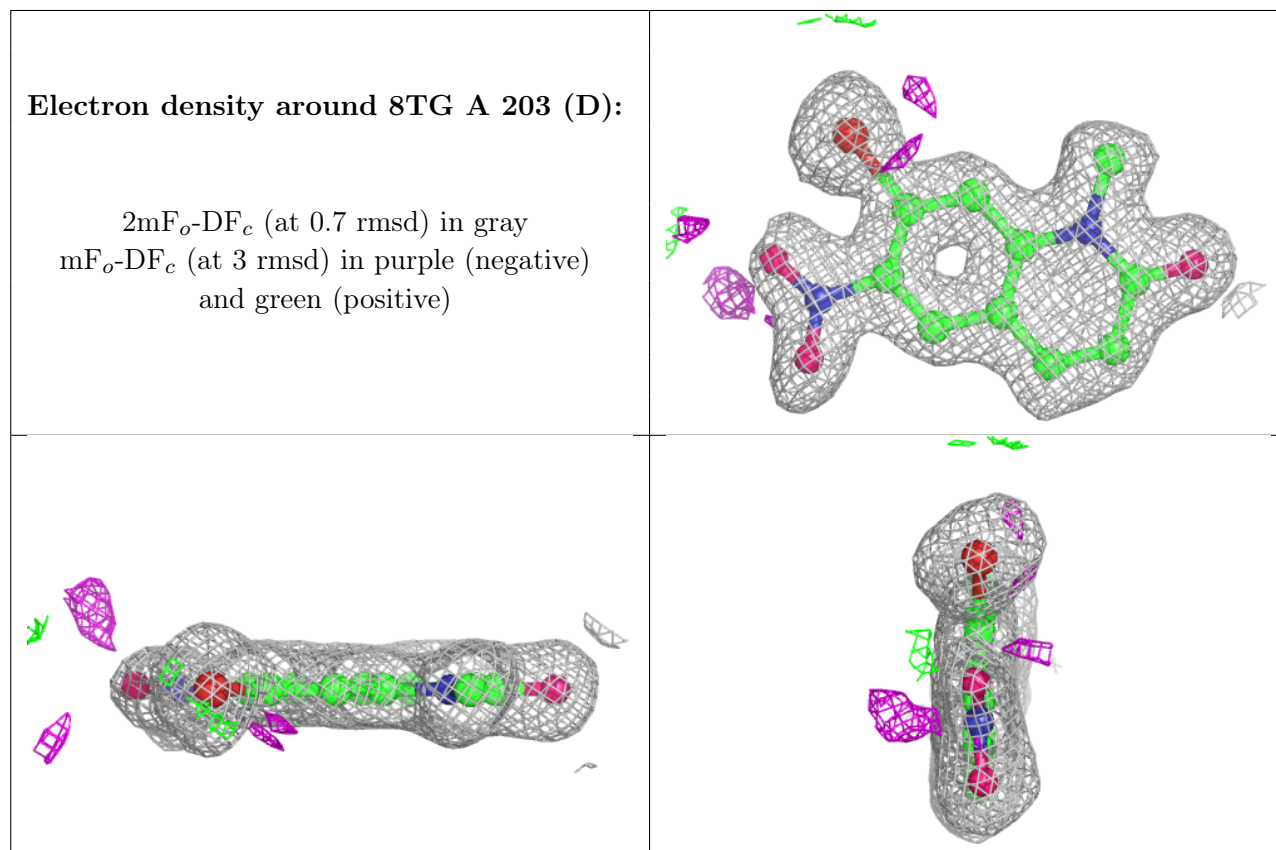 Electron density around 8TG A 203 (D):
2mFo-DFc (at 0.7 rmsd) in gray
mFo-DFc (at 3 rmsd) in purple (negative)
and green (positive)